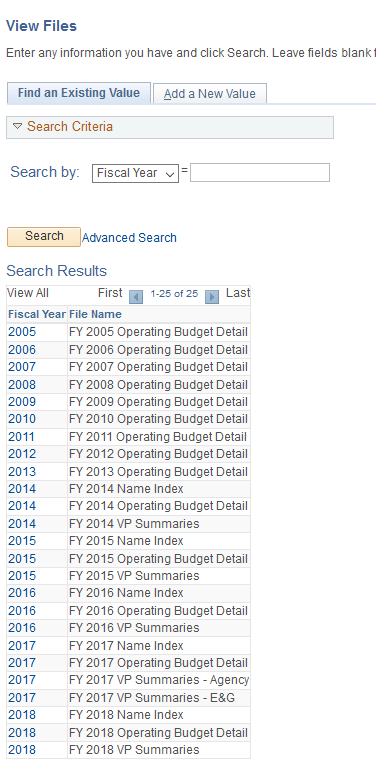 View Files
Enter any information you have and click Search. Leave fields blank f
Find an Existing Value
Add a New Value
Search Criteria
Search by: Fiscal Year =
Search Advanced Search
Search Results
View All First 1-25 of 25 Last
Fiscal Year File Name
2005 FY 2005 Operating Budget Detail
2006 FY 2006 Operating Budget Detail
2007 FY 2007 Operating Budget Detail
2008 FY 2008 Operating Budget Detail
2009 FY 2009 Operating Budget Detail
2010 FY 2010 Operating Budget Detail
2011 FY 2011 Operating Budget Detail
2012 FY 2012 Operating Budget Detail
2013 FY 2013 Operating Budget Detail
2014 FY 2014 Name Index
2014 FY 2014 Operating Budget Detail
2014 FY 2014 VP Summaries
2015 FY 2015 Name Index
2015 FY 2015 Operating Budget Detail
2015 FY 2015 VP Summaries
2016 FY 2016 Name Index
2016 FY 2016 Operating Budget Detail
2016 FY 2016 VP Summaries
2017 FY 2017 Name Index
2017 FY 2017 Operating Budget Detail
2017 FY 2017 VP Summaries - Agency
2017 FY 2017 VP Summaries - E&G
2018 FY 2018 Name Index
2018 FY 2018 Operating Budget Detail
2018 FY 2018 VP Summaries